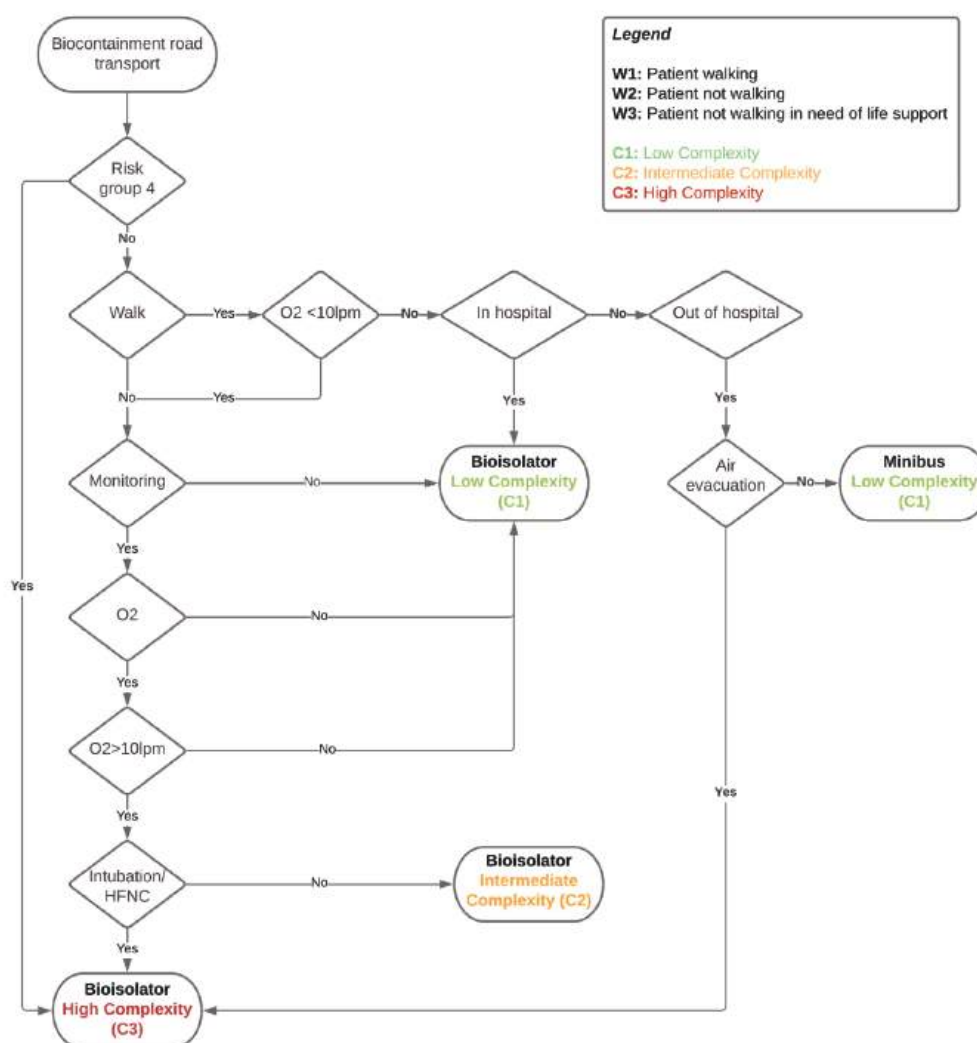 Biocontainment road
transport
Legend
W1: Patient walking
W2: Patient not walking
W3: Patient not walking in need of life support
C1: Low Complexity
C2: Intermediate Complexity
C3: High Complexity
Risk
group 4
No
Walk
Yes
O2 <10lpm
No
In hospital
No
Out of hospital
No
Yes
Yes
Yes
Monitoring
No
Bioisolator
Low Complexity
(C1)
Air
evacuation
No
Minibus
Low Complexity
(C1)
Yes
Yes
O2
No
Yes
O2>10lpm
No
Yes
Yes
Intubation/
HFNC
No
Bioisolator
Intermediate
Complexity (C2)
Yes
Bioisolator
High Complexity
(C3)